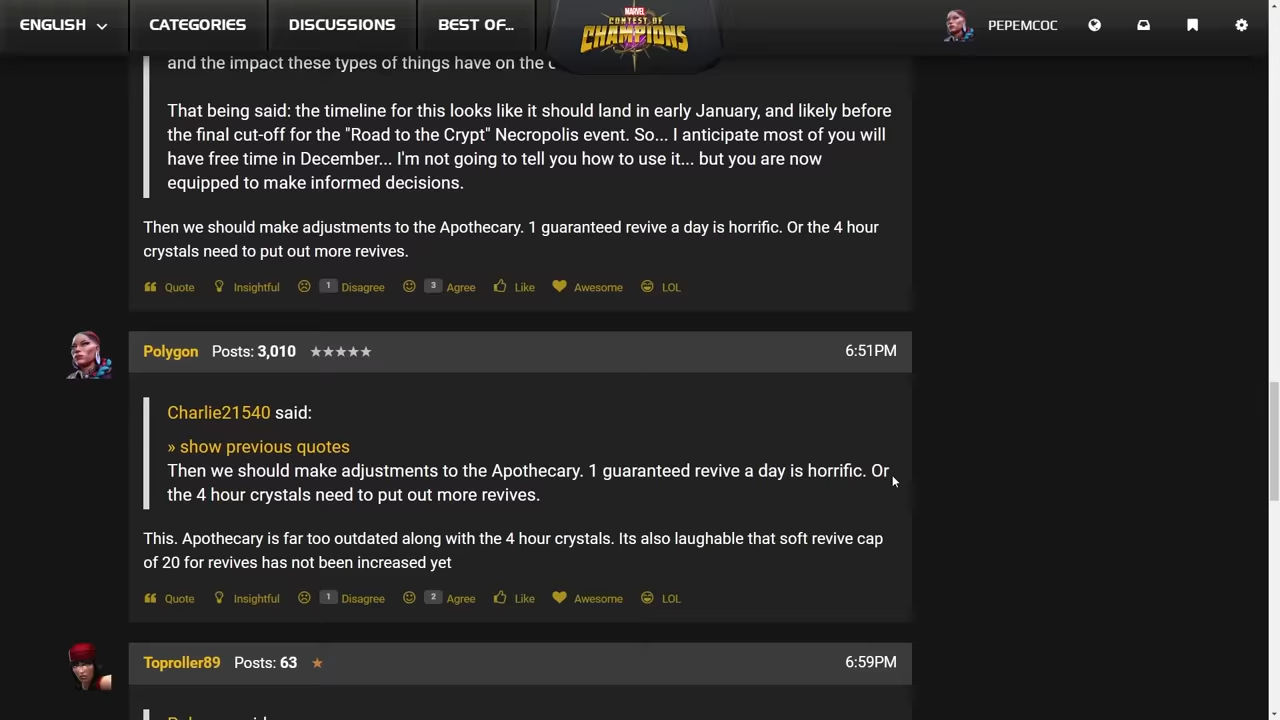 ENGLISH CATEGORIES DISCUSSIONS BEST OF... MARVEL CONTEST OF CHAMPIONS PEPEMCOC
and the impact these types of things have on the
That being said: the timeline for this looks like it should land in early January, and likely before
the final cut-off for the "Road to the Crypt" Necropolis event. So... I anticipate most of you will
have free time in December... I'm not going to tell you how to use it... but you are now
equipped to make informed decisions.
Then we should make adjustments to the Apothecary. 1 guaranteed revive a day is horrific. Or the 4 hour
crystals need to put out more revives.
Quote Insightful 1 Disagree 3 Agree Like Awesome LOL
Polygon Posts: 3,010 ★★★★★ 6:51PM
Charlie21540 said:
» show previous quotes
Then we should make adjustments to the Apothecary. 1 guaranteed revive a day is horrific. Or
the 4 hour crystals need to put out more revives.
This. Apothecary is far too outdated along with the 4 hour crystals. Its also laughable that soft revive cap
of 20 for revives has not been increased yet
Quote Insightful 1 Disagree 2 Agree Like Awesome LOL
Toproller89 Posts: 63 ★ 6:59PM